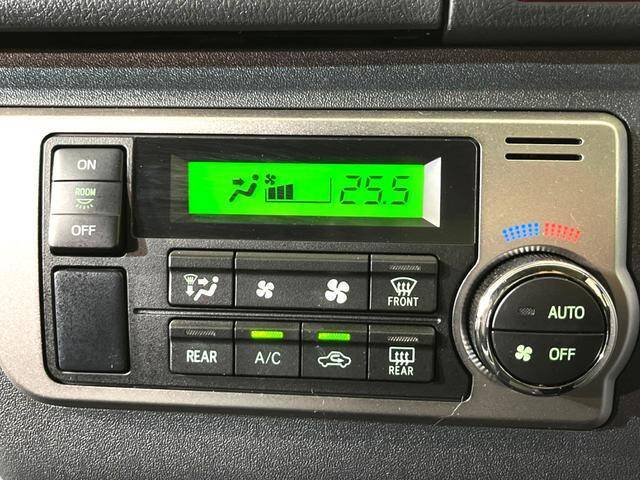 ON
ROOM
OFF
25.5
FRONT
REAR
A/C
REAR
AUTO
OFF